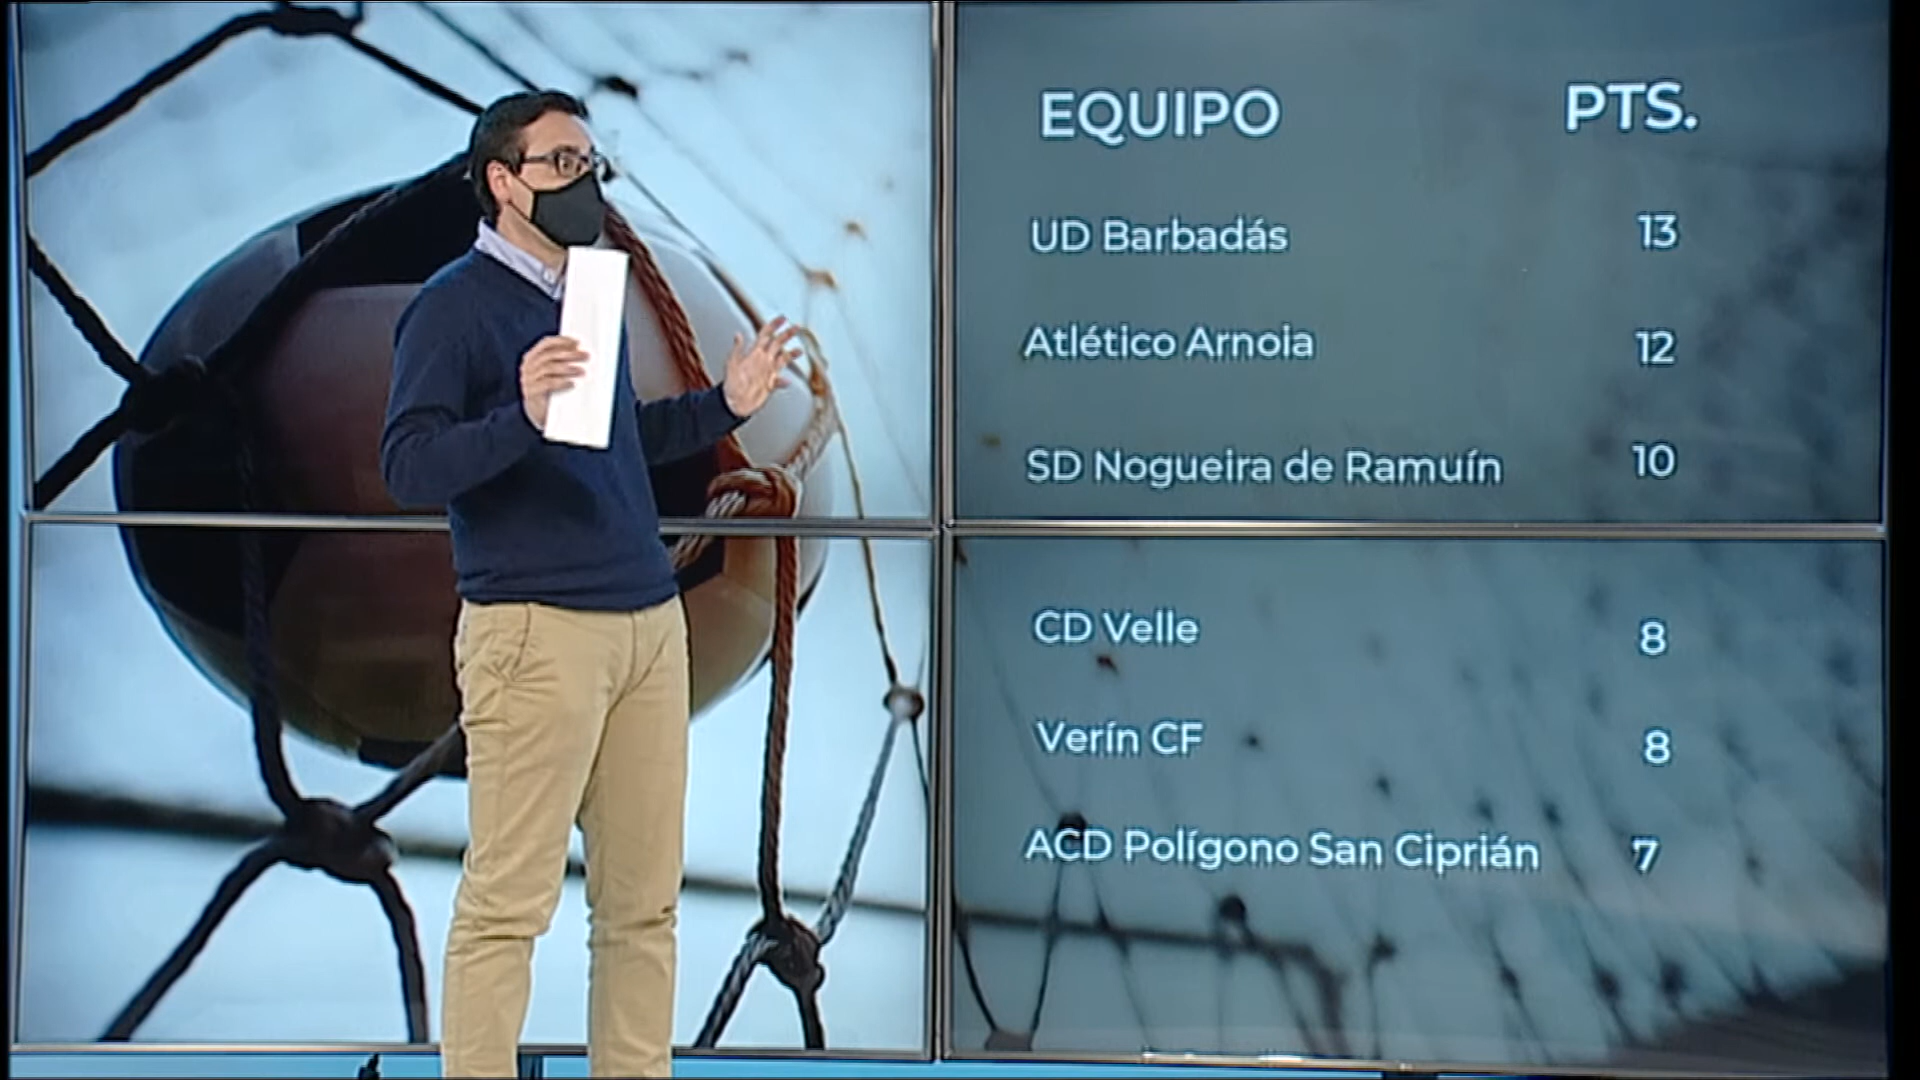 EQUIPO PTS.
UD Barbadás 13
Atlético Arnoia 12
SD Nogueira de Ramuín 10
CD Velle 8
Verín CF 8
ACD Polígono San Ciprián 7